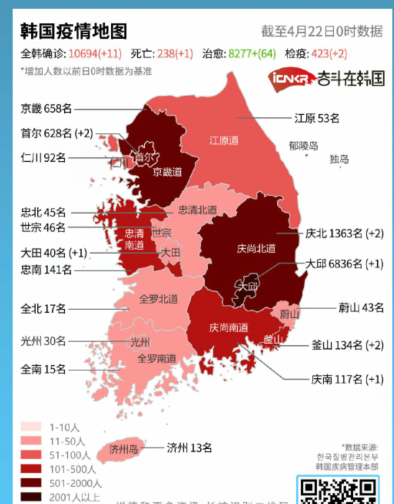 韩国疫情地图
截至4月22日0时数据
全韩确诊: 10694(+11) 死亡: 238(+1) 治愈: 8277+(64) 检疫: 423(+2)
*增加人数以前日0时数据为基准
ICNKR 奋斗在韩国
京畿 658名
首尔 628名 (+2)
仁川 92名
江原 53名
郁陵岛
独岛
江原道
首尔
仁川
京畿道
忠北 45名
世宗 46名
大田 40名 (+1)
忠南 141名
忠清北道
忠清
南道
世宗
大田
庆尚北道
大邱
庆北 1363名 (+2)
大邱 6836名 (+1)
全北 17名
全罗北道
庆尚南道
蔚山
釜山
蔚山 43名
釜山 134名 (+2)
庆南 117名 (+1)
光州 30名
全南 15名
光州
全罗南道
济州岛
济州 13名
1-10人
11-50人
51-100人
101-500人
501-2000人
2001人以上
*数据来源:
한국질병관리본부
韩国疾病管理本部